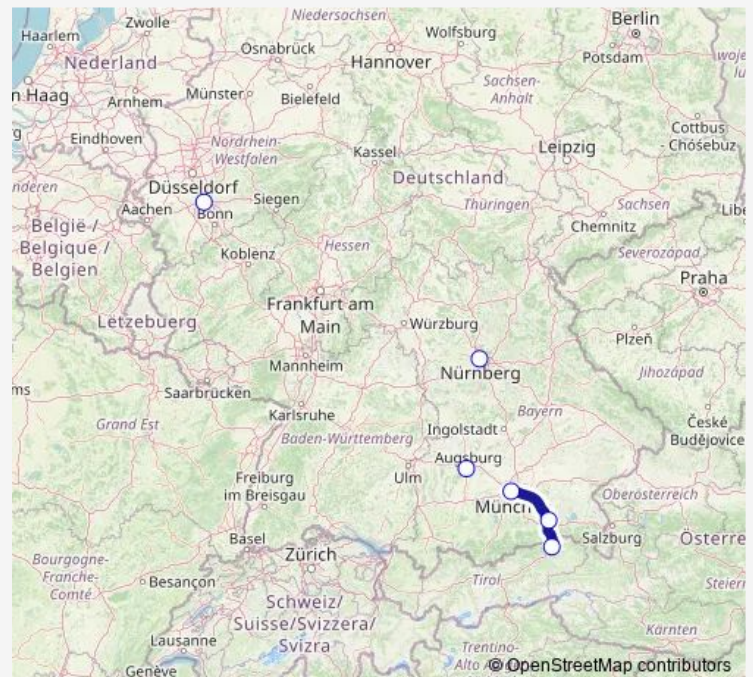 Niedersachsen
Zwolle
Berlin
Haarlem
Wolfsburg
Osnabrück
Nederland
Hannover
Potsdam
Sachsen-
Anhalt
n Haag
Arnhem
Münster
Bielefeld
Cottbus
- Chóśebuz
Eindhoven
Nordrhein-
Westfalen
Kassel
Leipzig
Deutschland
nderen
Düsseldorf
Siegen
Thüringen
Sachsen
Aachen
Bonn
Chemnitz
België /
Belgique /
Belgien
Koblenz
Hessen
Severozápad
Praha
Frankfurt am
Main
Lëtzebuerg
Würzburg
Plzeň
Mannheim
Nürnberg
Jihozápad
ms
Saarbrücken
Karlsruhe
Bayern
České
Budějovice
Grand Est
Baden-Württemberg
Ingolstadt
Augsburg
Ulm
Freiburg
im Breisgau
Oberösterreich
Salzburg
Österre
Basel
Zürich
Bourgogne-
Franche-
Comté
Besançon
Tirol
Steier
Schweiz/
Suisse/Svizzera/
Svizra
Kärnten
Lausanne
Trentino-
Genève
© OpenStreetMap contributors